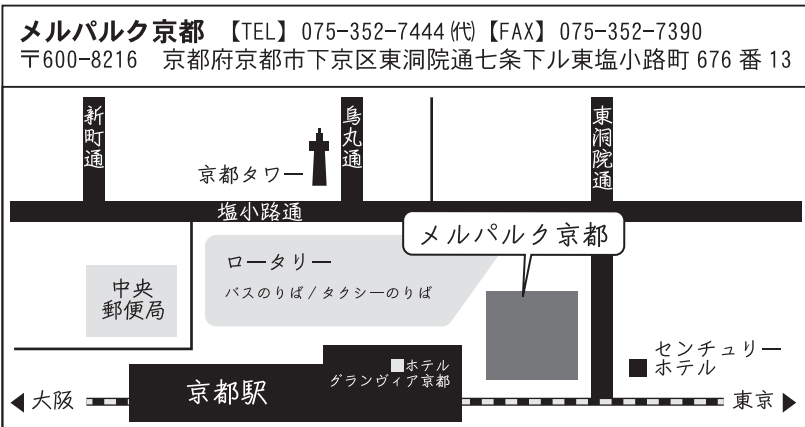 メルパルク京都 【TEL】075-352-7444㈹【FAX】075-352-7390
〒600-8216　京都府京都市下京区東洞院通七条下ル東塩小路町 676 番 13
新町通
烏丸通
東洞院通
京都タワー
塩小路通
メルパルク京都
ロータリー
バスのりば / タクシーのりば
中央
郵便局
ホテル
グランヴィア京都
センチュリー
ホテル
京都駅
大阪
東京